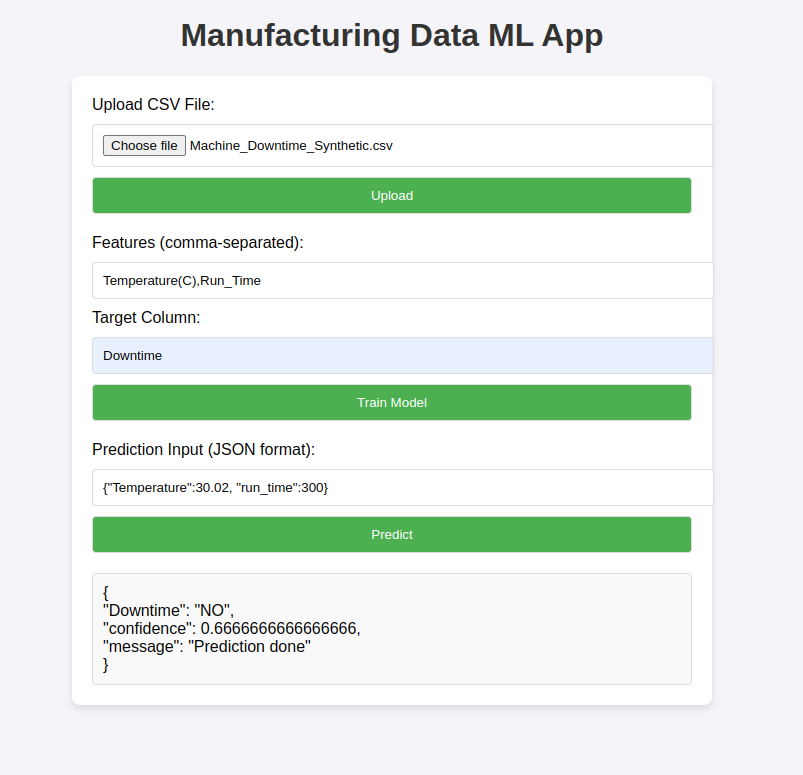 Manufacturing Data ML App
Upload CSV File:
Choose file Machine_Downtime_Synthetic.csv
Upload
Features (comma-separated):
Temperature(C),Run_Time
Target Column:
Downtime
Train Model
Prediction Input (JSON format):
{"Temperature":30.02, "run_time":300}
Predict
{
"Downtime": "NO",
"confidence": 0.6666666666666666,
"message": "Prediction done"
}